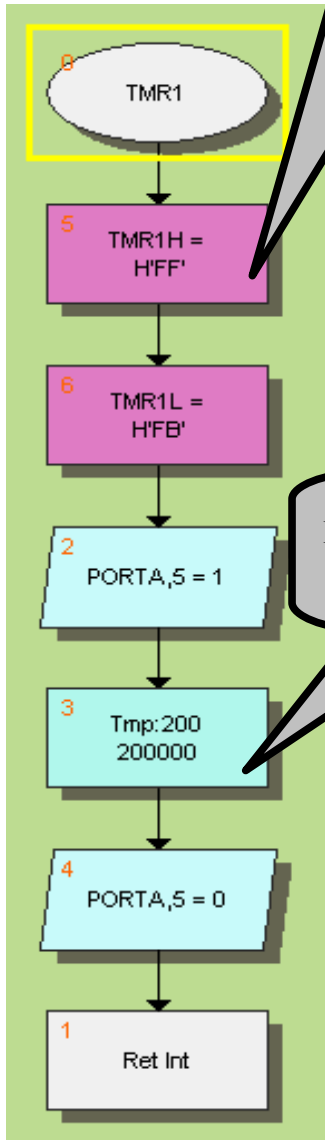 0
TMR1
5
TMR1H =
H'FF'
6
TMR1L =
H'FB'
2
PORTA,5 = 1
3
Tmp:200
200000
4
PORTA,5 = 0
1
Ret Int